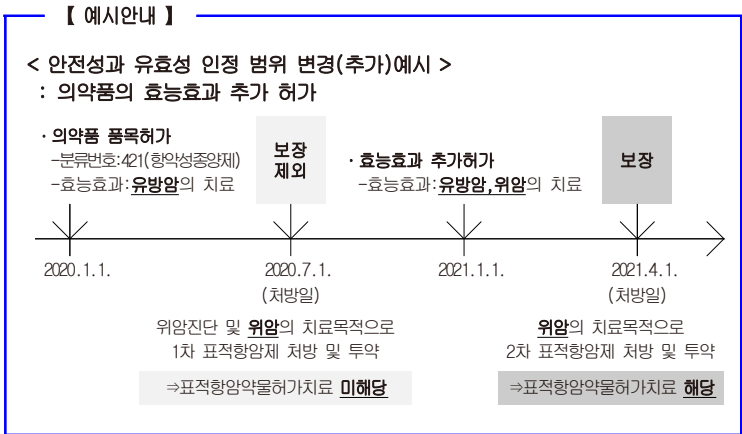 【 예시안내 】
< 안전성과 유효성 인정 범위 변경(추가)예시 >
: 의약품의 효능효과 추가 허가
· 의약품 품목허가
-분류번호:421(항악성종양제)
-효능효과:유방암의 치료
보장
제외
· 효능효과 추가허가
-효능효과:유방암,위암의 치료
보장
2020.1.1.
2020.7.1.
(처방일)
2021.1.1.
2021.4.1.
(처방일)
위암진단 및 위암의 치료목적으로
1차 표적항암제 처방 및 투약
⇒표적항암약물허가치료 미해당
위암의 치료목적으로
2차 표적항암제 처방 및 투약
⇒표적항암약물허가치료 해당